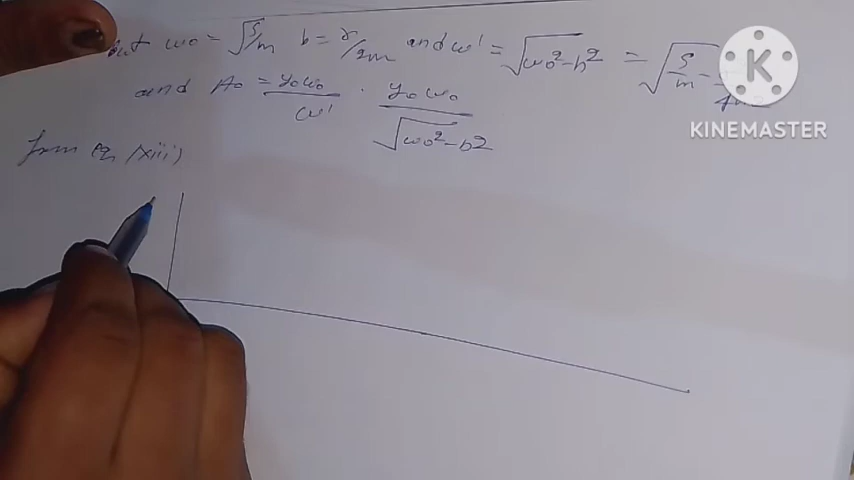 but ω₀ = √s/m b = r/2m and ω' = √ω₀²-b² = √s/m -
and A₀ = y₀ω₀/ω' . y₀ω₀/√ω₀²-b²
from eq (xiii)
K
KINEMASTER